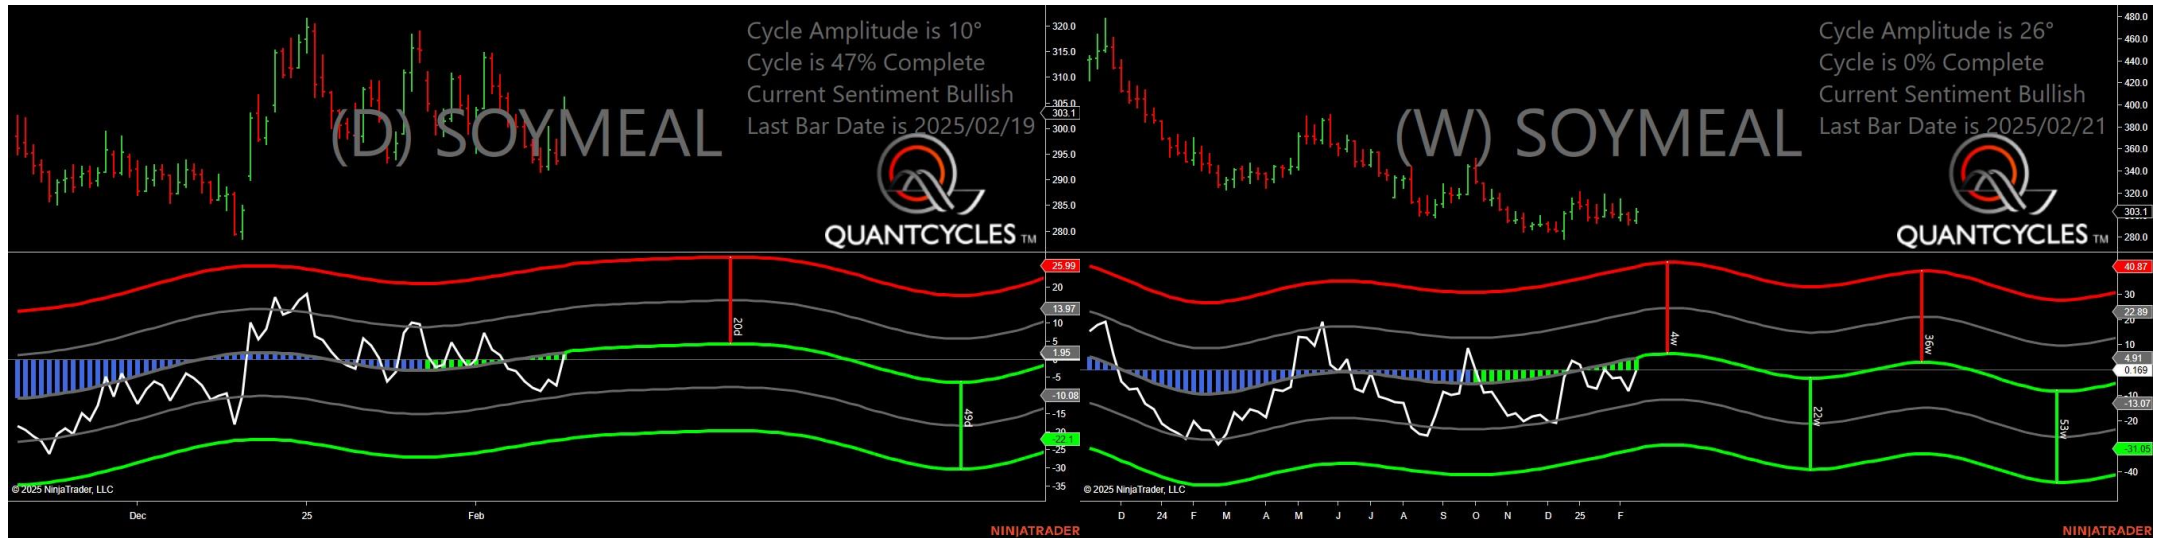 Cycle Amplitude is 10°
Cycle is 47% Complete
Current Sentiment Bullish
Last Bar Date is 2025/02/19
(D) SOYMEAL
QUANTCYCLES TM
320.0
315.0
310.0
305.0
303.1
300.0
295.0
290.0
285.0
280.0
25.99
20
13.97
10
5
1.95
-5
-10.08
-15
-20
-22.1
-30
-35
20d
49d
© 2025 NinjaTrader, LLC
Dec
25
Feb
NINJATRADER
Cycle Amplitude is 26°
Cycle is 0% Complete
Current Sentiment Bullish
Last Bar Date is 2025/02/21
(W) SOYMEAL
QUANTCYCLES TM
480.0
460.0
440.0
420.0
400.0
380.0
360.0
340.0
320.0
303.1
280.0
40.87
30
22.89
20
10
4.91
0.169
-10
-13.07
-20
-31.05
-40
4w
36w
22w
53w
© 2025 NinjaTrader, LLC
D
24
F
M
A
M
J
J
A
S
O
N
D
25
F
NINJATRADER